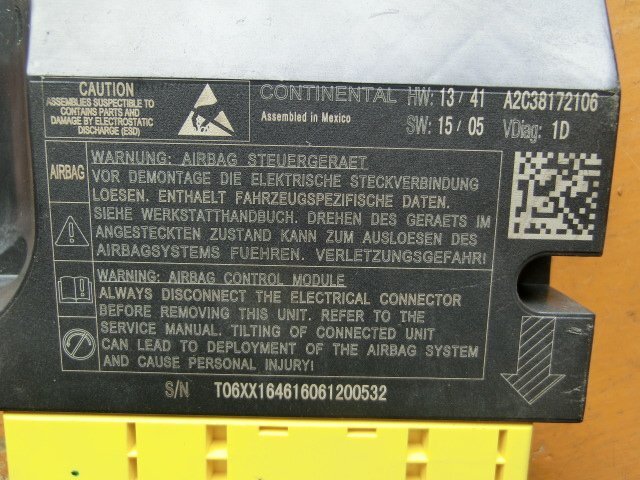 CAUTION
ASSEMBLIES SUSPECTIBLE TO
CONTAINS PARTS AND
DAMAGE BY ELECTROSTATIC
DISCHARGE (ESD)
CONTINENTAL HW: 13 / 41 A2C38172106
Assembled in Mexico SW: 15 / 05 VDiag: 1D
AIRBAG
WARNUNG: AIRBAG STEUERGERAET
VOR DEMONTAGE DIE ELEKTRISCHE STECKVERBINDUNG
LOESEN. ENTHAELT FAHRZEUGSPEZIFISCHE DATEN.
SIEHE WERKSTATTHANDBUCH. DREHEN DES GERAETS IM
ANGESTECKTEN ZUSTAND KANN ZUM AUSLOESEN DES
AIRBAGSYSTEMS FUEHREN. VERLETZUNGSGEFAHR!
WARNING: AIRBAG CONTROL MODULE
ALWAYS DISCONNECT THE ELECTRICAL CONNECTOR
BEFORE REMOVING THIS UNIT. REFER TO THE
SERVICE MANUAL. TILTING OF CONNECTED UNIT
CAN LEAD TO DEPLOYMENT OF AIRBAG SYSTEM
AND CAUSE PERSONAL INJURY!
S/N T06XX164616061200532